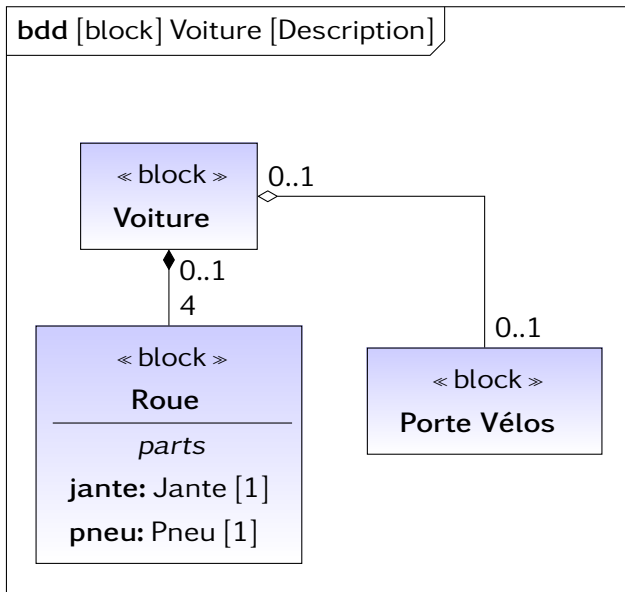 bdd [block] Voiture [Description]
≪ block ≫
Voiture
0..1
0..1
4
0..1
≪ block ≫
Roue
parts
jante: Jante [1]
pneu: Pneu [1]
≪ block ≫
Porte Vélos